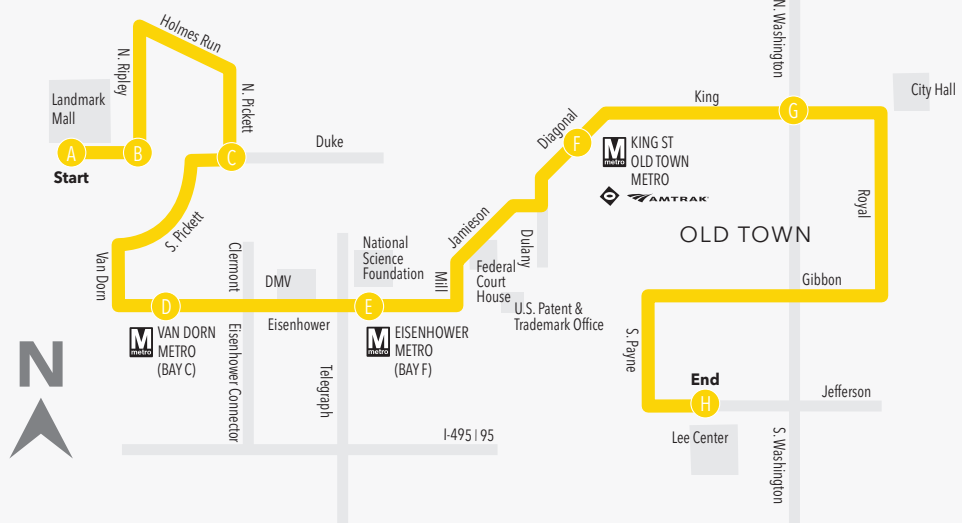 Holmes Run
N. Ripley
N. Pickett
Landmark
Mall
A
B
C
Start
Duke
S. Pickett
Van Dorn
D
M
metro
VAN DORN
METRO
(BAY C)
Clermont
DMV
Eisenhower
Eisenhower Connector
Telegraph
National
Science
Foundation
E
M
metro
EISENHOWER
METRO
(BAY F)
Mill
Jamieson
Federal
Court
House
U.S. Patent &
Trademark Office
Dulany
Diagonal
F
M
metro
KING ST
OLD TOWN
METRO
AMTRAK
King
G
N. Washington
City Hall
Royal
OLD TOWN
Gibbon
S. Payne
End
H
Jefferson
Lee Center
S. Washington
I-495 | 95
N